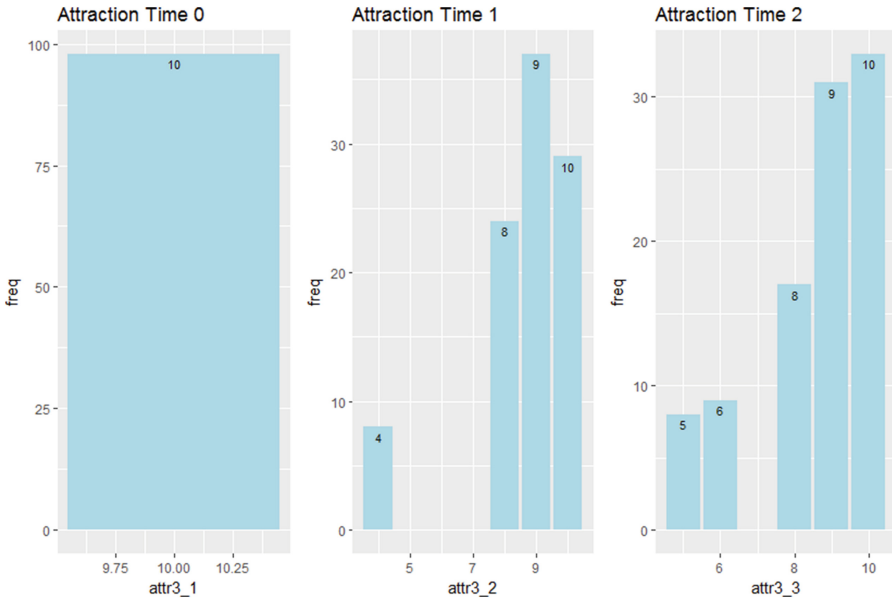 Attraction Time 0
100
75
50
25
0
freq
10
9.75 10.00 10.25
attr3_1
Attraction Time 1
30
20
10
0
freq
4
8
9
10
5 7 9
attr3_2
Attraction Time 2
30
20
10
0
freq
5
6
8
9
10
6 8 10
attr3_3